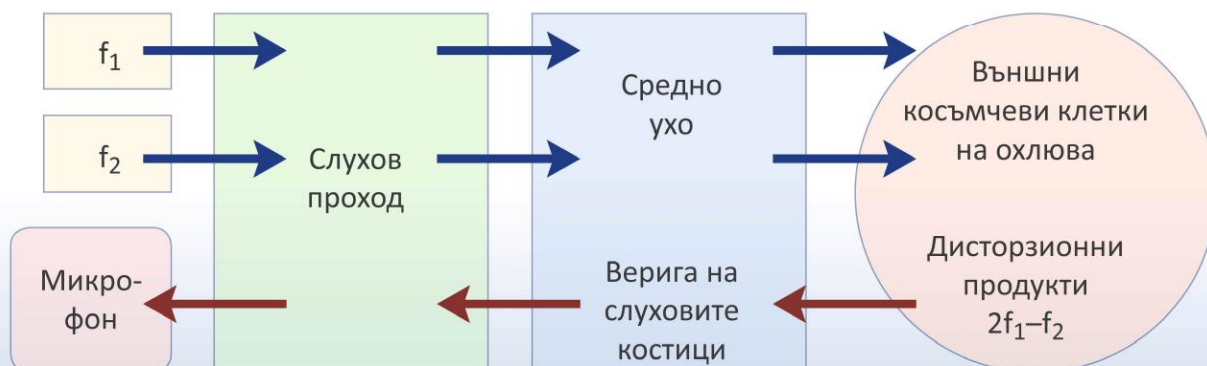 f₁
f₂
Микро-
фон
Слухов
проход
Средно
ухо
Верига на
слуховите
костици
Външни
косъмчеви клетки
на охлюва
Дисторзионни
продукти
2f₁–f₂